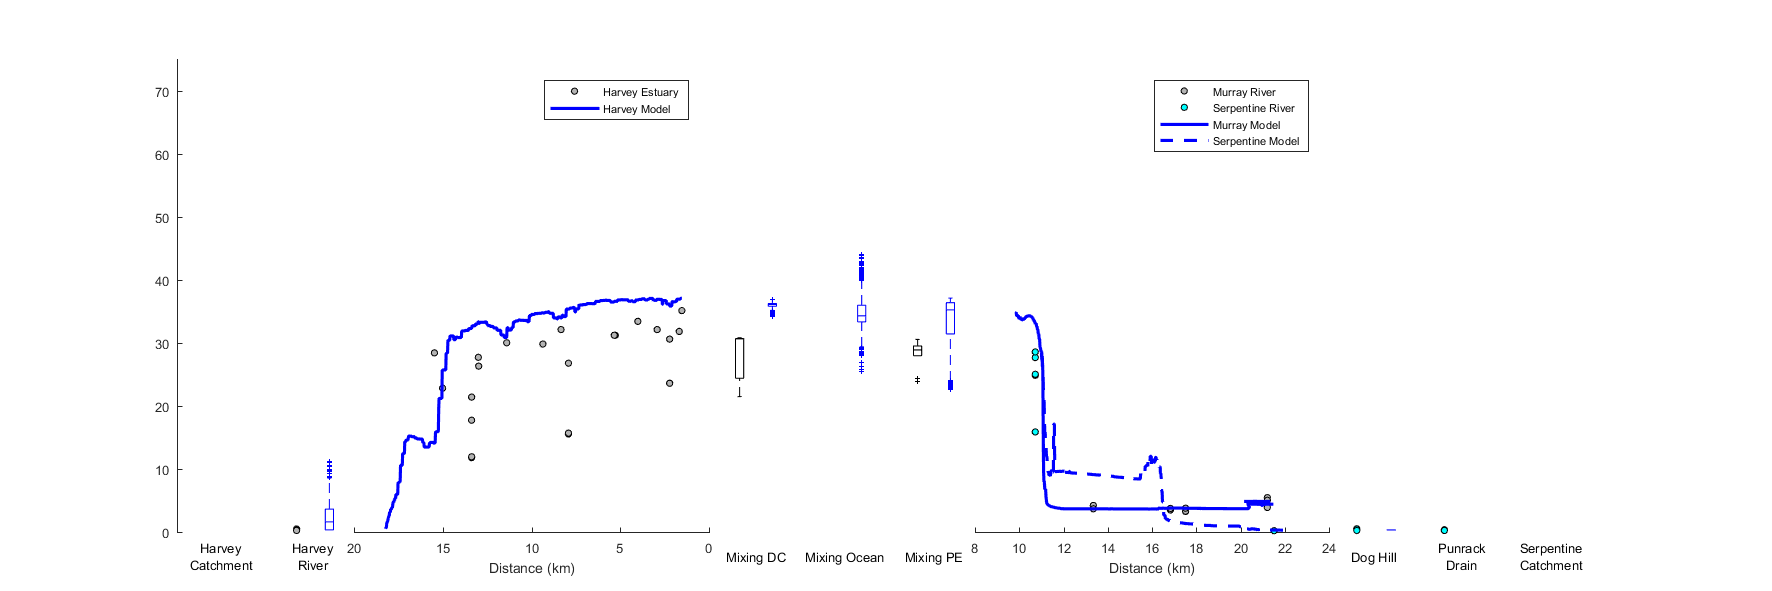 70
60
50
40
30
20
10
0
Harvey Estuary
Harvey Model
Murray River
Serpentine River
Murray Model
Serpentine Model
20 15 10 5 0
8 10 12 14 16 18 20 22 24
Distance (km)
Distance (km)
Harvey
Catchment
Harvey
River
Mixing DC
Mixing Ocean
Mixing PE
Dog Hill
Punrack
Drain
Serpentine
Catchment